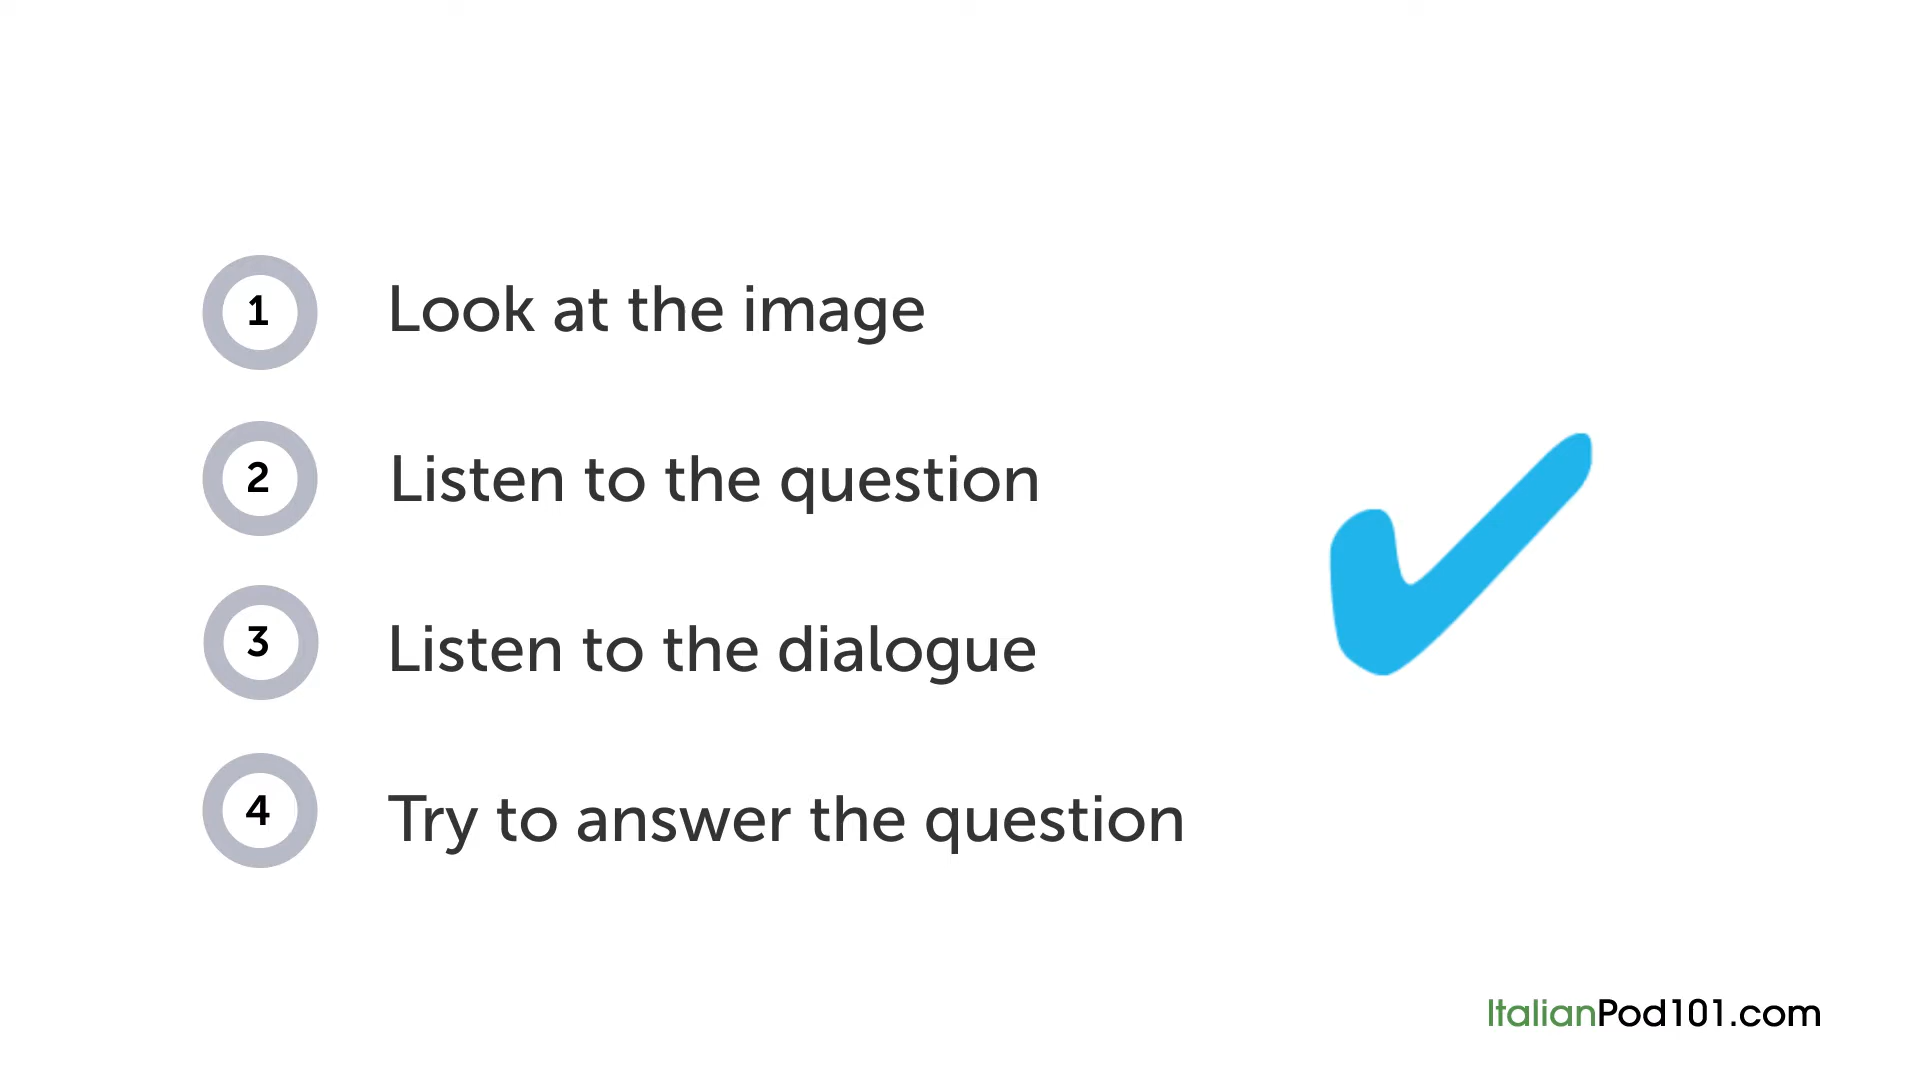 1 Look at the image
2 Listen to the question
3 Listen to the dialogue
4 Try to answer the question
ItalianPod101.com